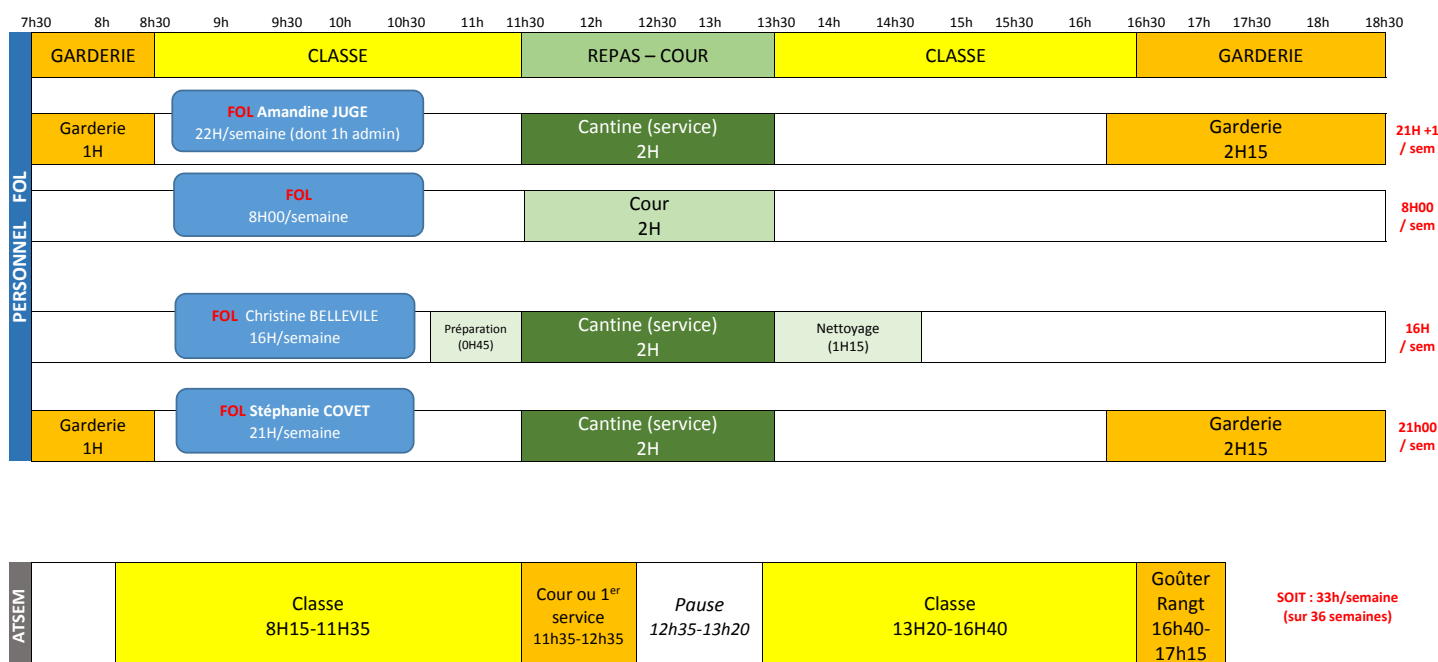 7h30 8h 8h30 9h 9h30 10h 10h30 11h 11h30 12h 12h30 13h 13h30 14h 14h30 15h 15h30 16h 16h30 17h 17h30 18h 18h30
GARDERIE CLASSE REPAS – COUR CLASSE GARDERIE
PERSONNEL FOL
FOL Amandine JUGE
22H/semaine (dont 1h admin)
Garderie
1H
Cantine (service)
2H
Garderie
2H15
21H +1
/ sem
FOL
8H00/semaine
Cour
2H
8H00
/ sem
FOL Christine BELLEVILE
16H/semaine
Préparation
(0H45)
Cantine (service)
2H
Nettoyage
(1H15)
16H
/ sem
FOL Stéphanie COVET
21H/semaine
Garderie
1H
Cantine (service)
2H
Garderie
2H15
21h00
/ sem
ATSEM
Classe
8H15-11H35
Cour ou 1er
service
11h35-12h35
Pause
12h35-13h20
Classe
13H20-16H40
Goûter
Rangt
16h40-
17h15
SOIT : 33h/semaine
(sur 36 semaines)